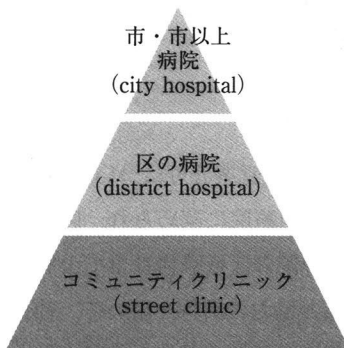 市・市以上
病院
(city hospital)
区の病院
(district hospital)
コミュニティクリニック
(street clinic)